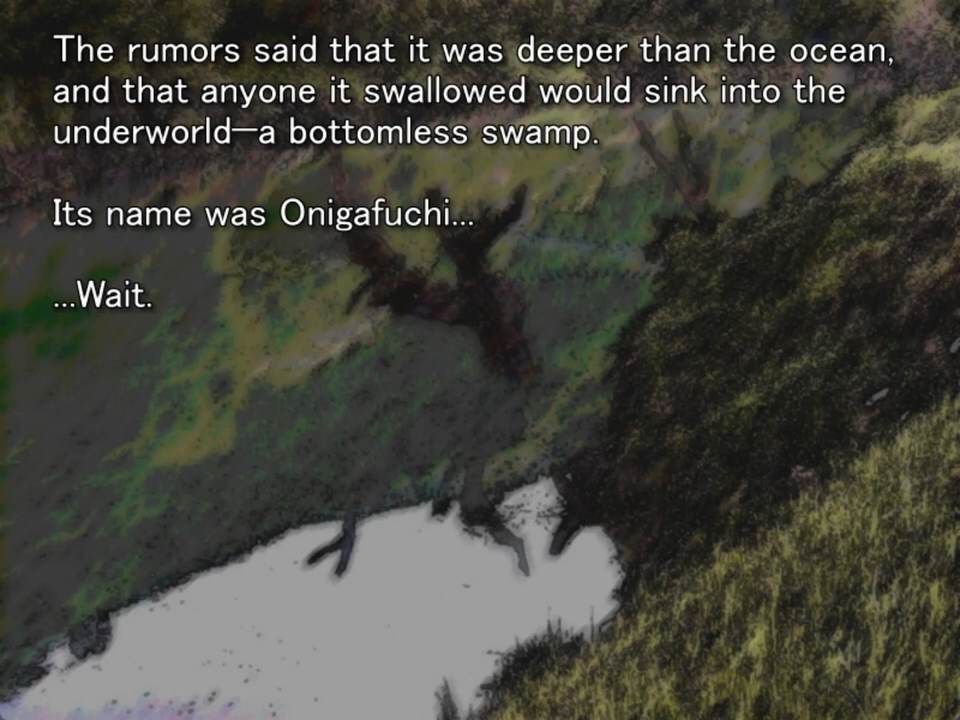 The rumors said that it was deeper than the ocean,
and that anyone it swallowed would sink into the
underworld—a bottomless swamp.
Its name was Onigafuchi...
...Wait.